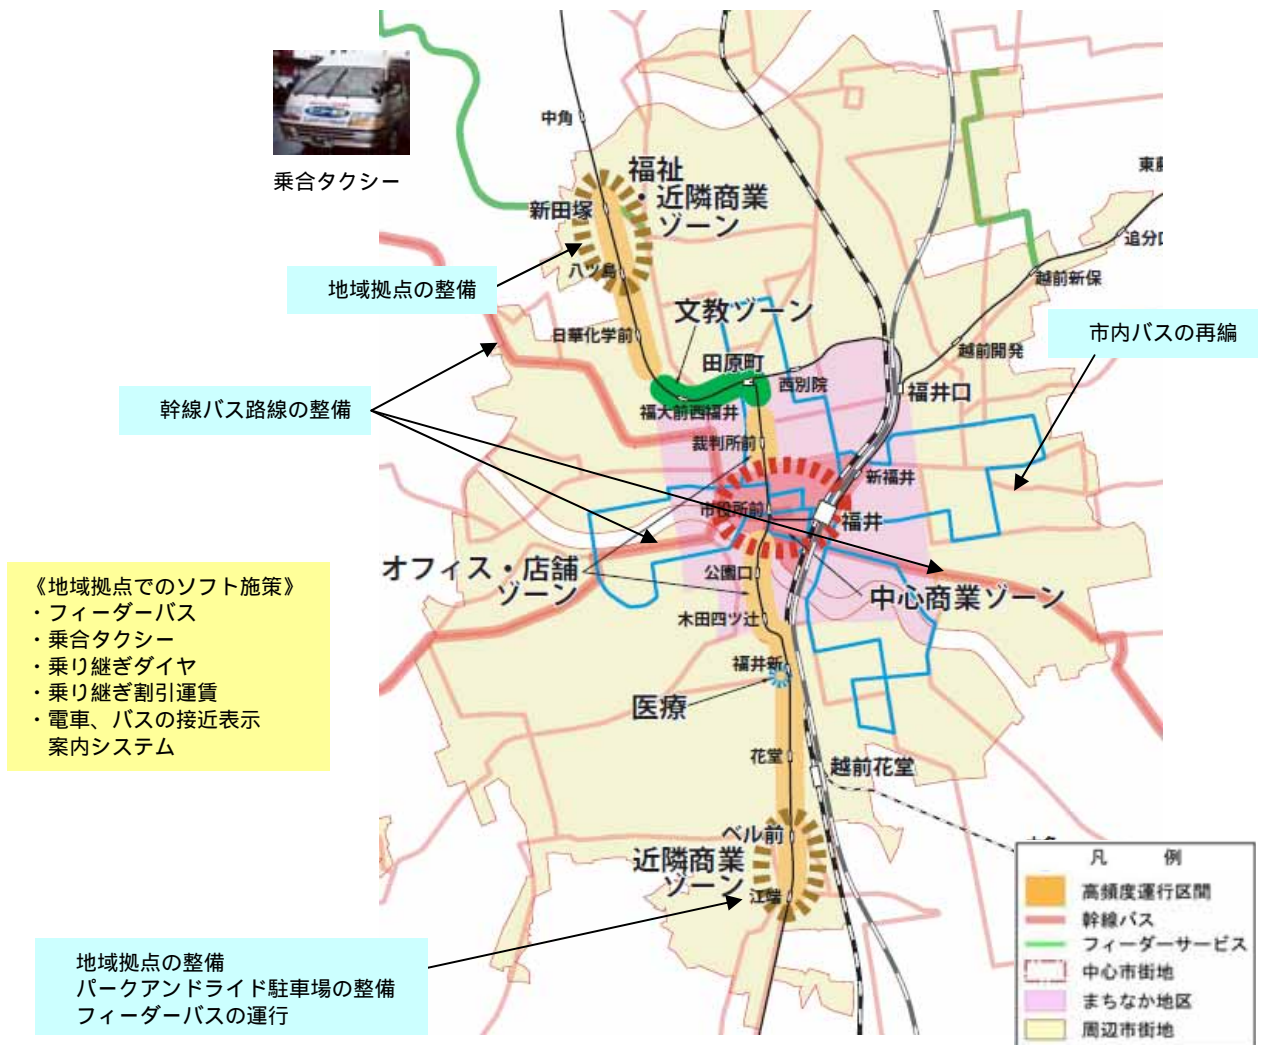 中角
乗合タクシー
福祉
・近隣商業
ゾーン
新田塚
八ツ島
地域拠点の整備
追分口
越前新保
文教ゾーン
日華化学前
市内バスの再編
越前開発
田原町
西別院
福井口
幹線バス路線の整備
福大前西福井
裁判所前
新福井
市役所前
福井
オフィス・店舗
ゾーン
公園口
中心商業ゾーン
木田四ツ辻
《地域拠点でのソフト施策》
・フィーダーバス
・乗合タクシー
・乗り継ぎダイヤ
・乗り継ぎ割引運賃
・電車、バスの接近表示
案内システム
福井新
医療
花堂
越前花堂
ベル前
近隣商業
ゾーン
江端
地域拠点の整備
パークアンドライド駐車場の整備
フィーダーバスの運行
凡 例
高頻度運行区間
幹線バス
フィーダーサービス
中心市街地
まちなか地区
周辺市街地